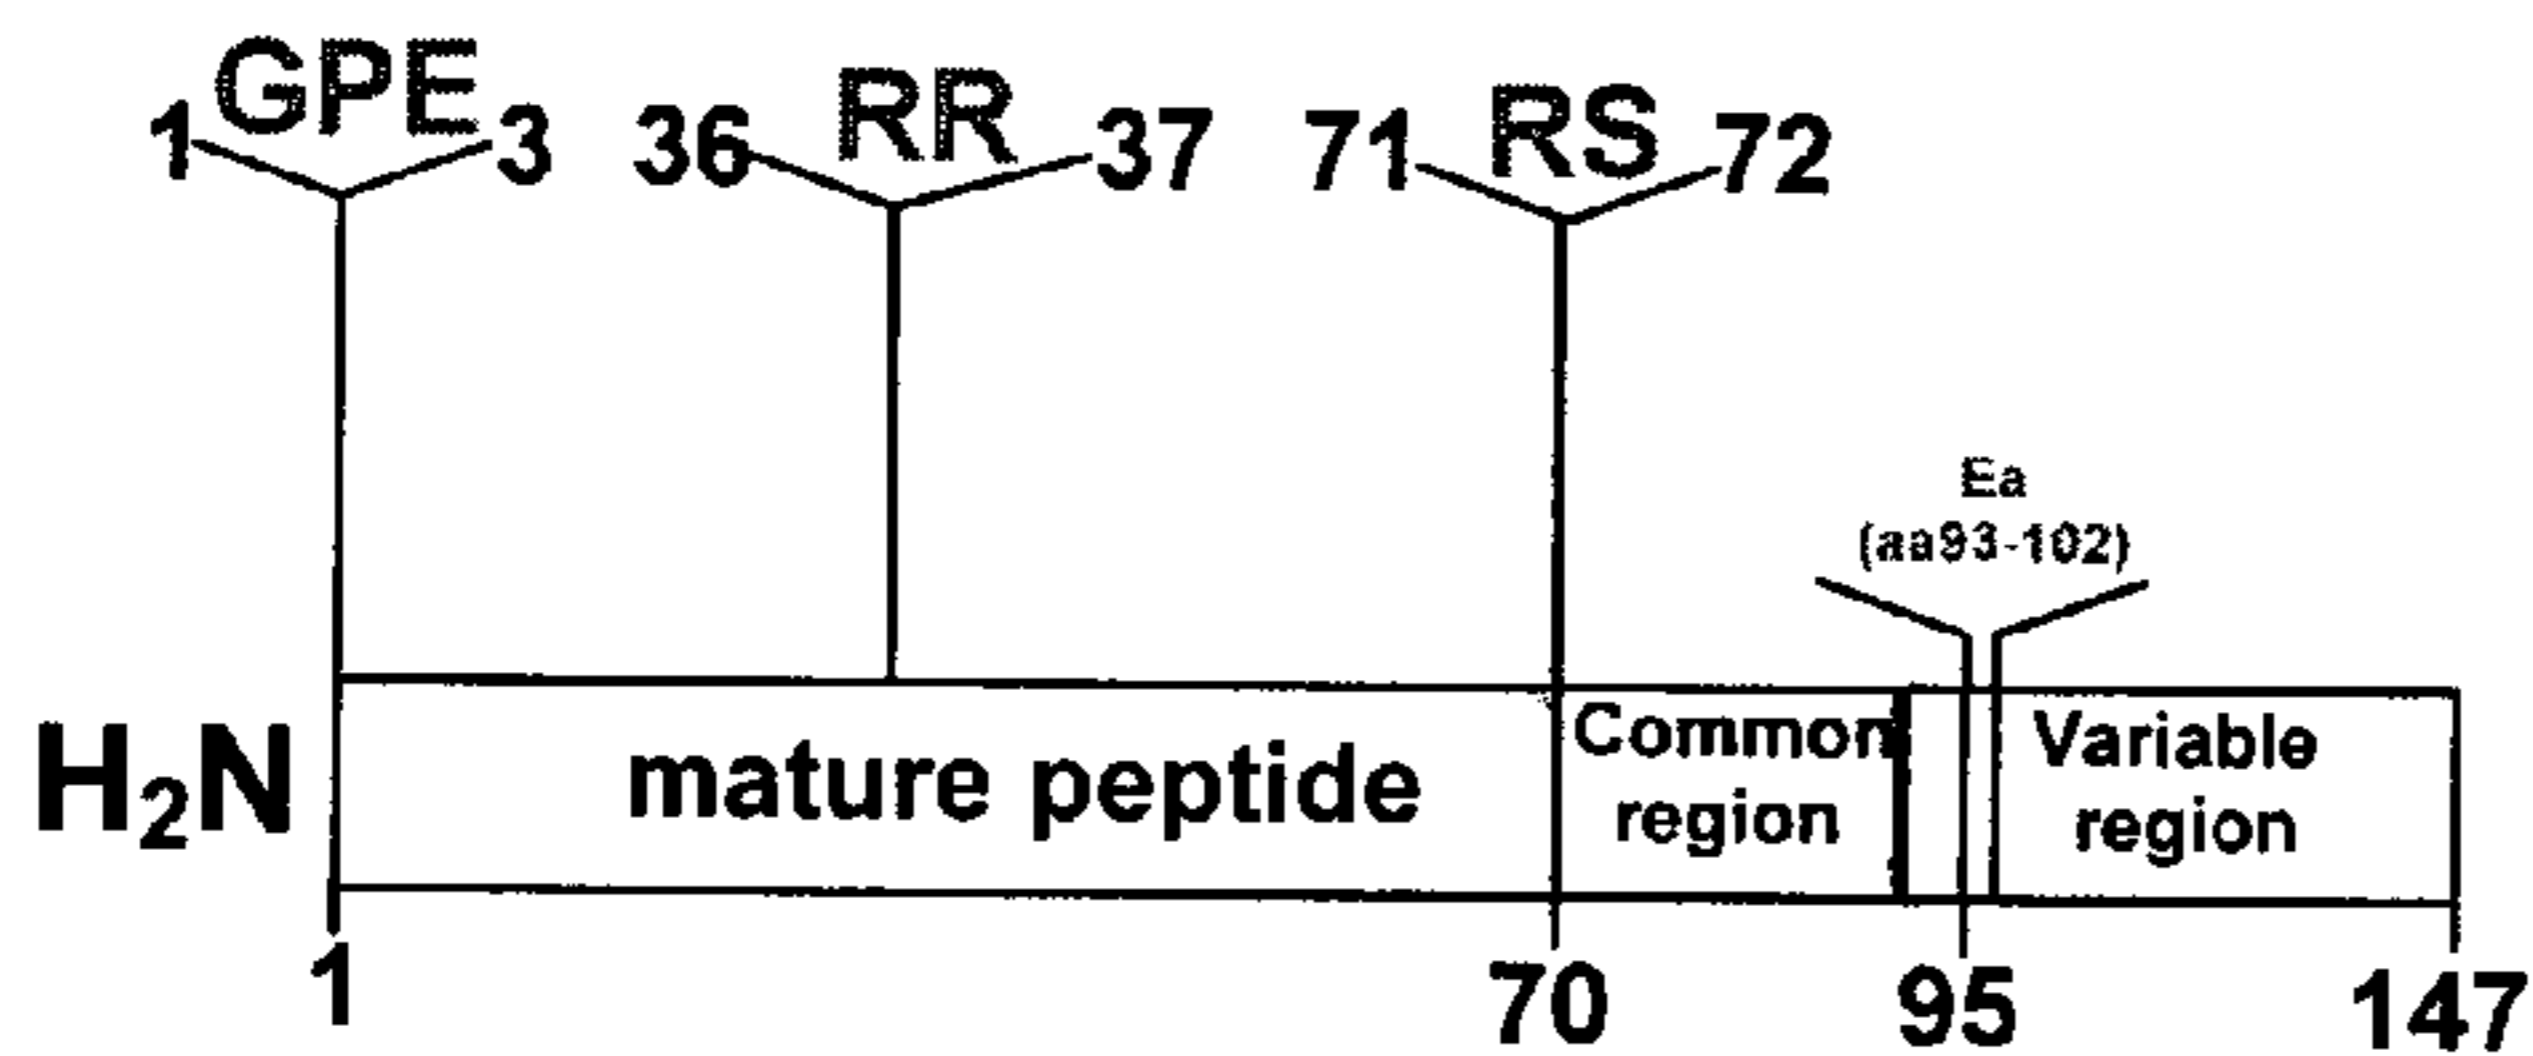 1 GPE 3 36 RR 37 71 RS 72
Ea
(aa93-102)
H₂N mature peptide Common region Variable region
1 70 95 147